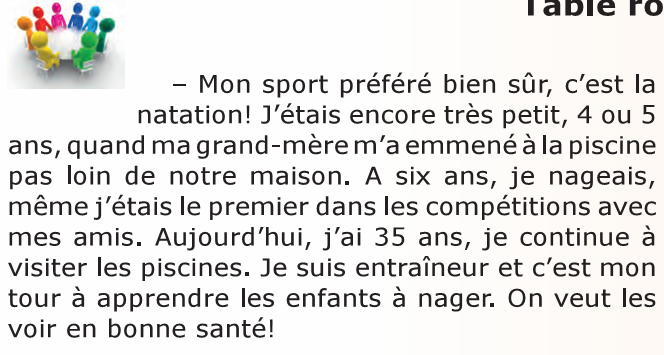 Table ro
– Mon sport préféré bien sûr, c'est la
natation! J'étais encore très petit, 4 ou 5
ans, quand ma grand-mère m'a emmené à la piscine
pas loin de notre maison. A six ans, je nageais,
même j'étais le premier dans les compétitions avec
mes amis. Aujourd'hui, j'ai 35 ans, je continue à
visiter les piscines. Je suis entraîneur et c'est mon
tour à apprendre les enfants à nager. On veut les
voir en bonne santé!